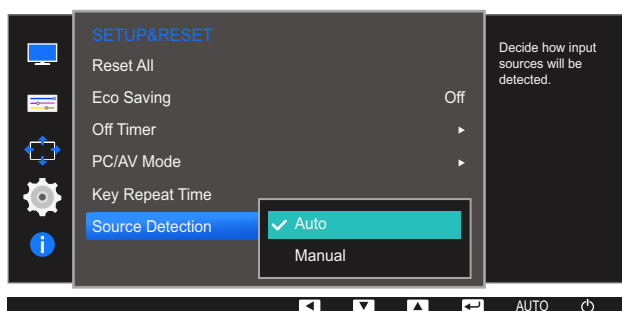 SETUP&RESET
Reset All
Eco Saving Off
Off Timer
PC/AV Mode
Key Repeat Time
Source Detection
Auto
Manual
Decide how input
sources will be
detected.
AUTO